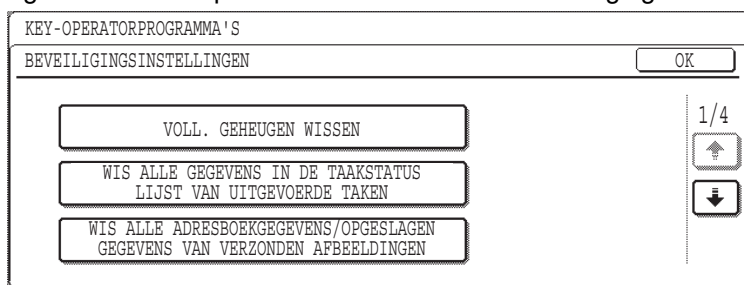 KEY-OPERATORPROGRAMMA'S
BEVEILIGINGSINSTELLINGEN
OK
VOLL. GEHEUGEN WISSEN
1/4
WIS ALLE GEGEVENS IN DE TAAKSTATUS
LIJST VAN UITGEVOERDE TAKEN
WIS ALLE ADRESBOEKGEGEVENS/OPGESLAGEN
GEGEVENS VAN VERZONDEN AFBEELDINGEN